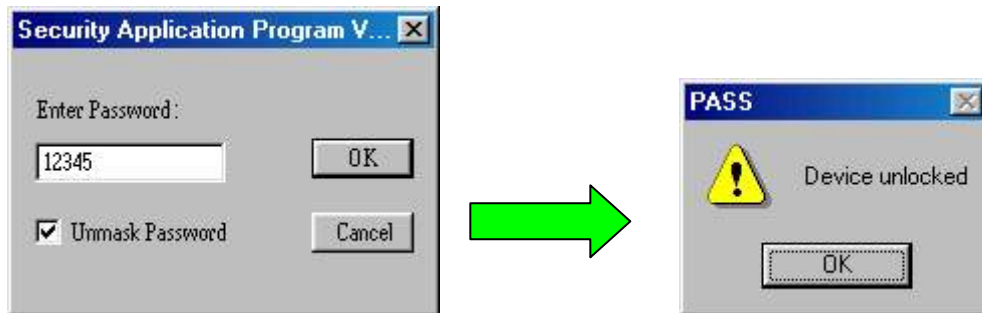 Security Application Program V...
Enter Password:
12345
OK
Unmask Password
Cancel
PASS
Device unlocked
OK